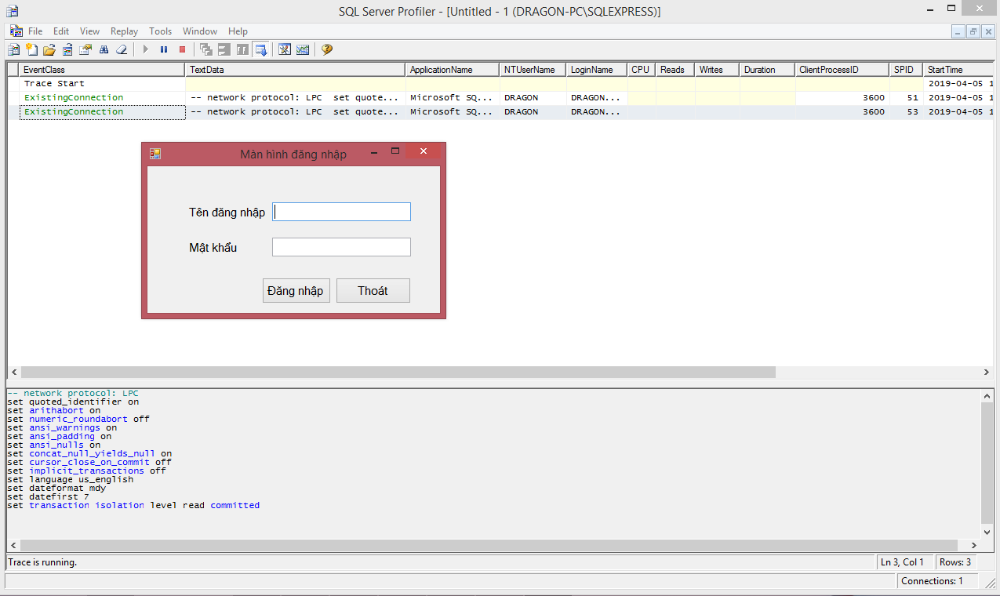 SQL Server Profiler - [Untitled - 1 (DRAGON-PC\SQLEXPRESS)]
File Edit View Replay Tools Window Help
EventClass TextData ApplicationName NTUserName LoginName CPU Reads Writes Duration ClientProcessID SPID StartTime
Trace Start 2019-04-05 1
ExistingConnection -- network protocol: LPC set quote... Microsoft SQ... DRAGON DRAGON... 3600 51 2019-04-05 1
ExistingConnection -- network protocol: LPC set quote... Microsoft SQ... DRAGON DRAGON... 3600 53 2019-04-05 1
Màn hình đăng nhập
Tên đăng nhập
Mật khẩu
Đăng nhập Thoát
-- network protocol: LPC
set quoted_identifier on
set arithabort on
set numeric_roundabort off
set ansi_warnings on
set ansi_padding on
set ansi_nulls on
set concat_null_yields_null on
set cursor_close_on_commit off
set implicit_transactions off
set language us_english
set dateformat mdy
set datefirst 7
set transaction isolation level read committed
Trace is running. Ln 3, Col 1 Rows: 3
Connections: 1